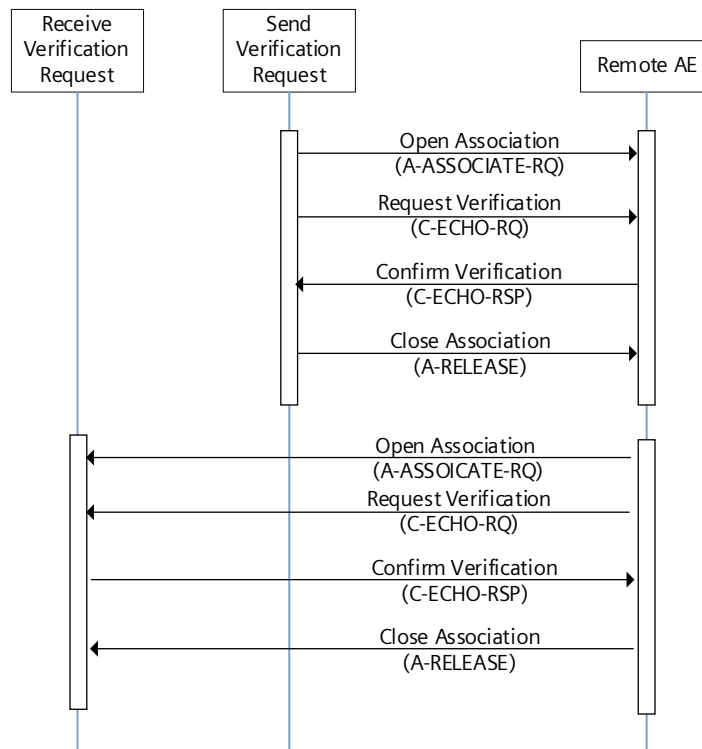 Receive
Verification
Request
Send
Verification
Request
Remote AE
Open Association
(A-ASSOCIATE-RQ)
Request Verification
(C-ECHO-RQ)
Confirm Verification
(C-ECHO-RSP)
Close Association
(A-RELEASE)
Open Association
(A-ASSOICATE-RQ)
Request Verification
(C-ECHO-RQ)
Confirm Verification
(C-ECHO-RSP)
Close Association
(A-RELEASE)